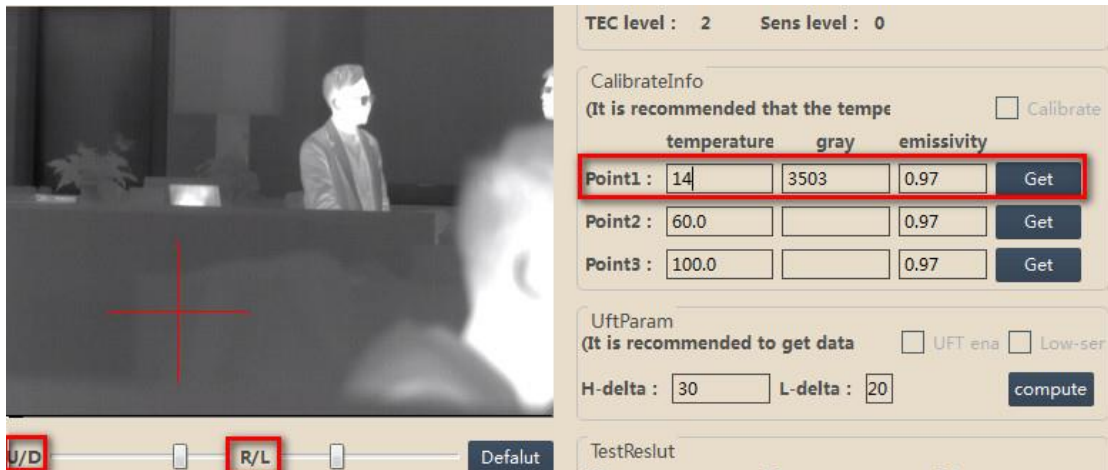 TEC level : 2 Sens level : 0
CalibrateInfo
(It is recommended that the tempe
Calibrate
temperature gray emissivity
Point1 : 14 3503 0.97 Get
Point2 : 60.0 0.97 Get
Point3 : 100.0 0.97 Get
UftParam
(It is recommended to get data
UFT ena Low-ser
H-delta : 30 L-delta : 20 compute
U/D R/L Defalut
TestReslut